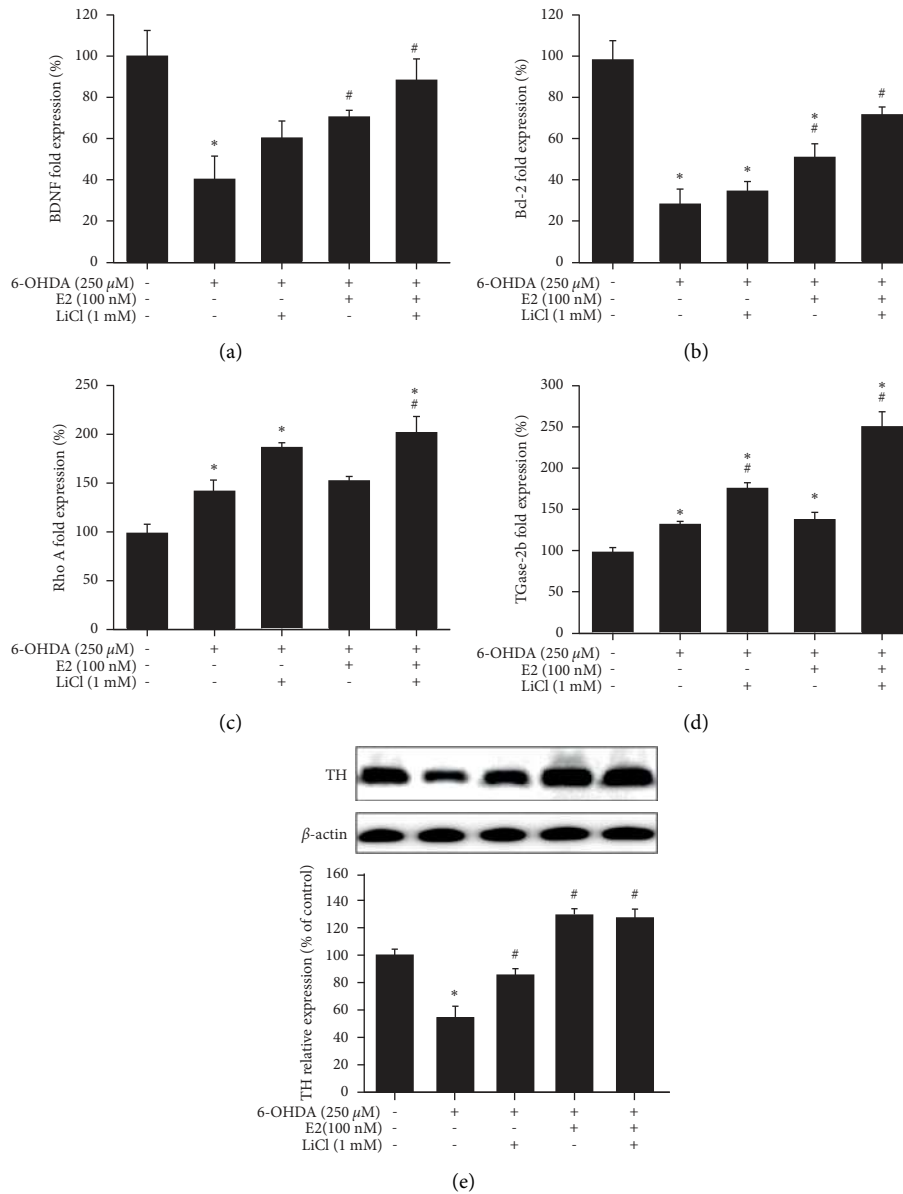 120
100
80
60
40
20
0
BDNF fold expression (%)
*
#
#
6-OHDA (250 μM) - + + + +
E2 (100 nM) - - - + +
LiCl (1 mM) - - + - +
(a)
120
100
80
60
40
20
0
Bcl-2 fold expression (%)
*
*
*
#
#
6-OHDA (250 μM) - + + + +
E2 (100 nM) - - - + +
LiCl (1 mM) - - + - +
(b)
250
200
150
100
50
0
Rho A fold expression (%)
*
*
*
#
6-OHDA (250 μM) - + + + +
E2 (100 nM) - - - + +
LiCl (1 mM) - - + - +
(c)
300
250
200
150
100
50
0
TGase-2b fold expression (%)
*
*
#
*
*
#
6-OHDA (250 μM) - + + + +
E2 (100 nM) - - - + +
LiCl (1 mM) - - + - +
(d)
TH
β-actin
160
140
120
100
80
60
40
20
0
TH relative expression (% of control)
*
#
#
#
6-OHDA (250 μM) - + + + +
E2(100 nM) - - - + +
LiCl (1 mM) - - + - +
(e)